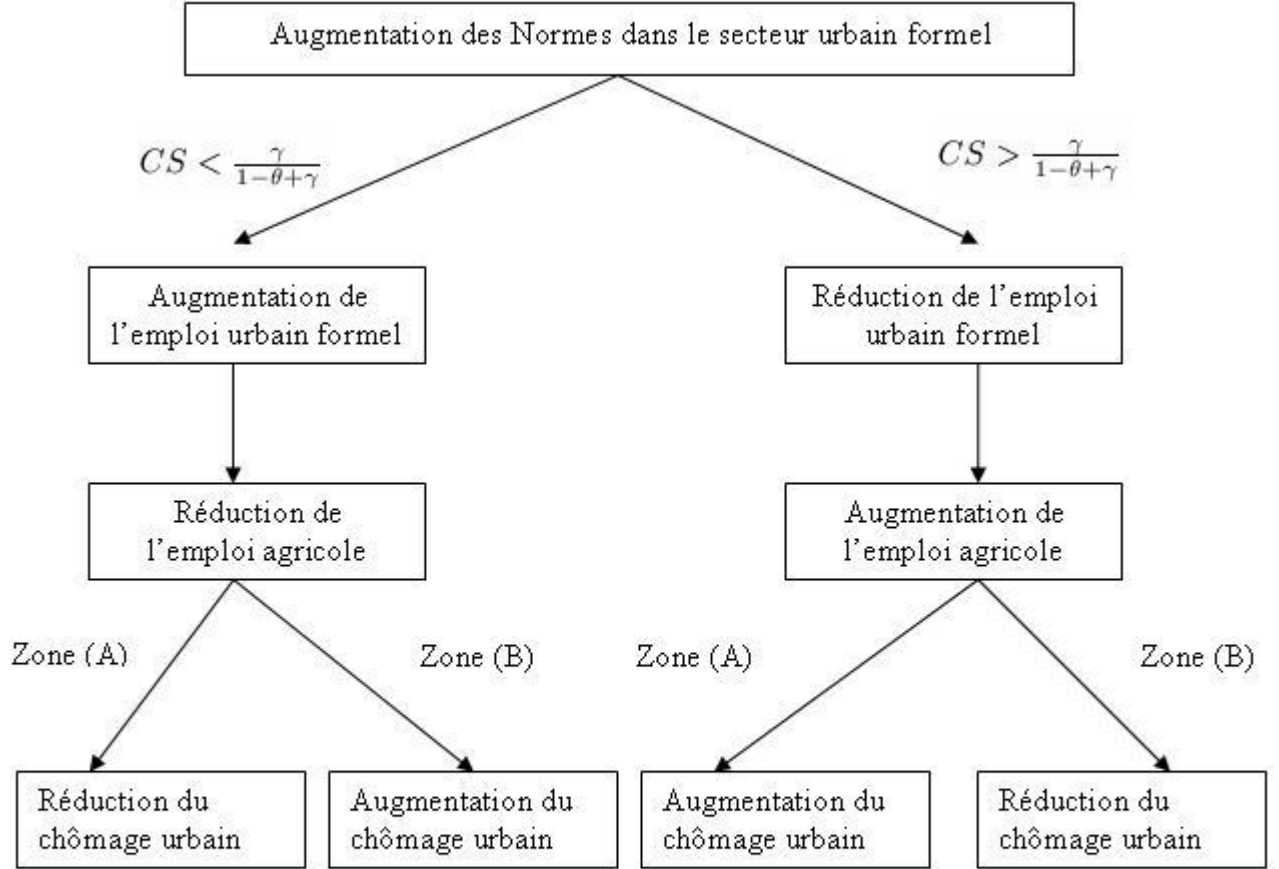 Augmentation des Normes dans le secteur urbain formel
CS < γ/(1−θ+γ)
CS > γ/(1−θ+γ)
Augmentation de
l'emploi urbain formel
Réduction de l'emploi
urbain formel
Réduction de
l'emploi agricole
Augmentation de
l'emploi agricole
Zone (A)
Zone (B)
Zone (A)
Zone (B)
Réduction du
chômage urbain
Augmentation du
chômage urbain
Augmentation du
chômage urbain
Réduction du
chômage urbain